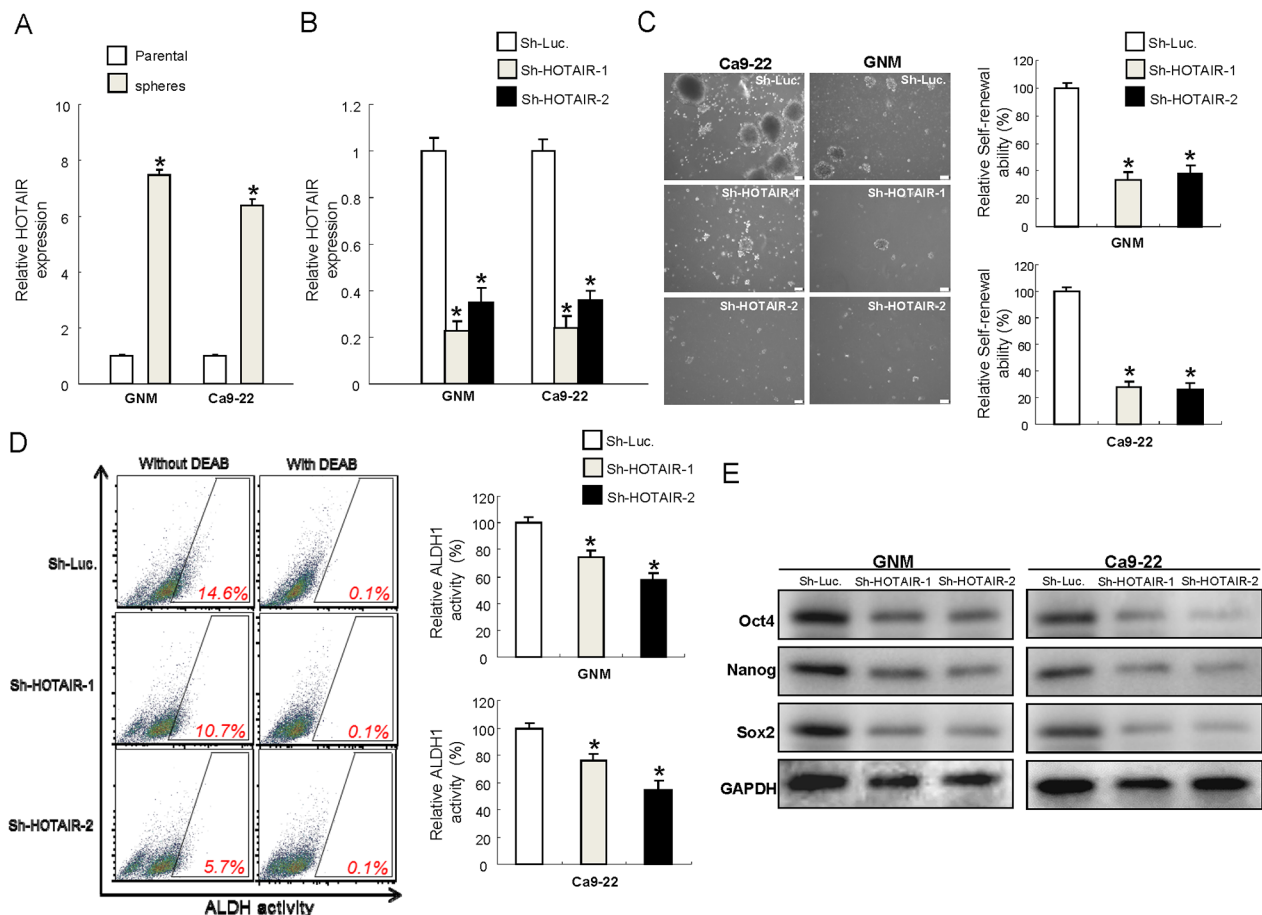 A
Parental
spheres
Relative HOTAIR
expression
10
8
6
4
2
0
*
*
GNM
Ca9-22
B
Sh-Luc.
Sh-HOTAIR-1
Sh-HOTAIR-2
Relative HOTAIR
expression
1.2
1
0.8
0.6
0.4
0.2
0
*
*
*
*
GNM
Ca9-22
C
Ca9-22
GNM
Sh-Luc.
Sh-Luc.
Sh-HOTAIR-1
Sh-HOTAIR-1
Sh-HOTAIR-2
Sh-HOTAIR-2
Sh-Luc.
Sh-HOTAIR-1
Sh-HOTAIR-2
Relative Self-renewal
ability (%)
120
100
80
60
40
20
0
*
*
GNM
Relative Self-renewal
ability (%)
120
100
80
60
40
20
0
*
*
Ca9-22
D
Without DEAB
With DEAB
Sh-Luc.
14.6%
0.1%
Sh-HOTAIR-1
10.7%
0.1%
Sh-HOTAIR-2
5.7%
0.1%
ALDH activity
Sh-Luc.
Sh-HOTAIR-1
Sh-HOTAIR-2
Relative ALDH1
activity (%)
120
100
80
60
40
20
0
*
*
GNM
Relative ALDH1
activity (%)
120
100
80
60
40
20
0
*
*
Ca9-22
E
GNM
Ca9-22
Sh-Luc. Sh-HOTAIR-1 Sh-HOTAIR-2
Sh-Luc. Sh-HOTAIR-1 Sh-HOTAIR-2
Oct4
Nanog
Sox2
GAPDH